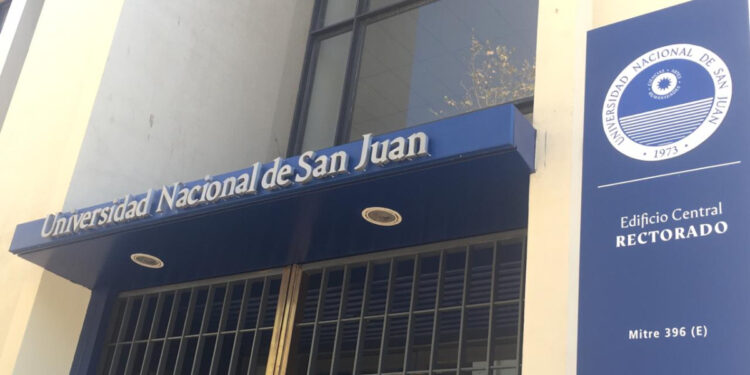 Universidad Nacional de San Juan
UNIVERSIDAD NACIONAL DE SAN JUAN
1973
Edificio Central
RECTORADO
Mitre 396 (E)